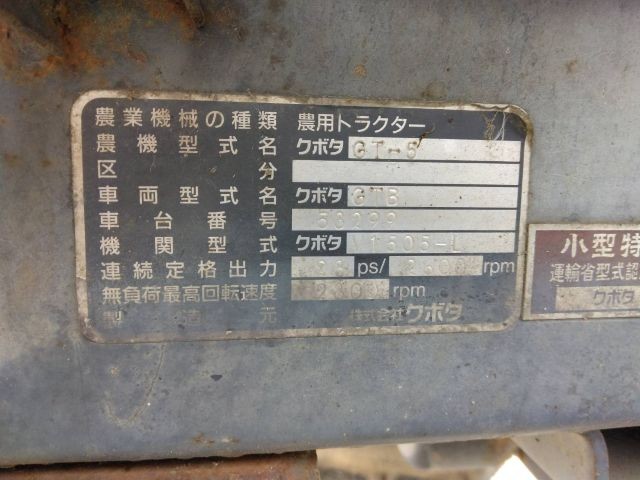 農業機械の種類 農用トラクター
農機型式名 クボタ GT-5
区分
車両型式名 クボタ GTB
車台番号 53299
機関型式 クボタ V1505-L
連続定格出力 ps/ rpm
無負荷最高回転速度 rpm
製造元 株式会社クボタ
小型特
運輸省型式認
クボタ